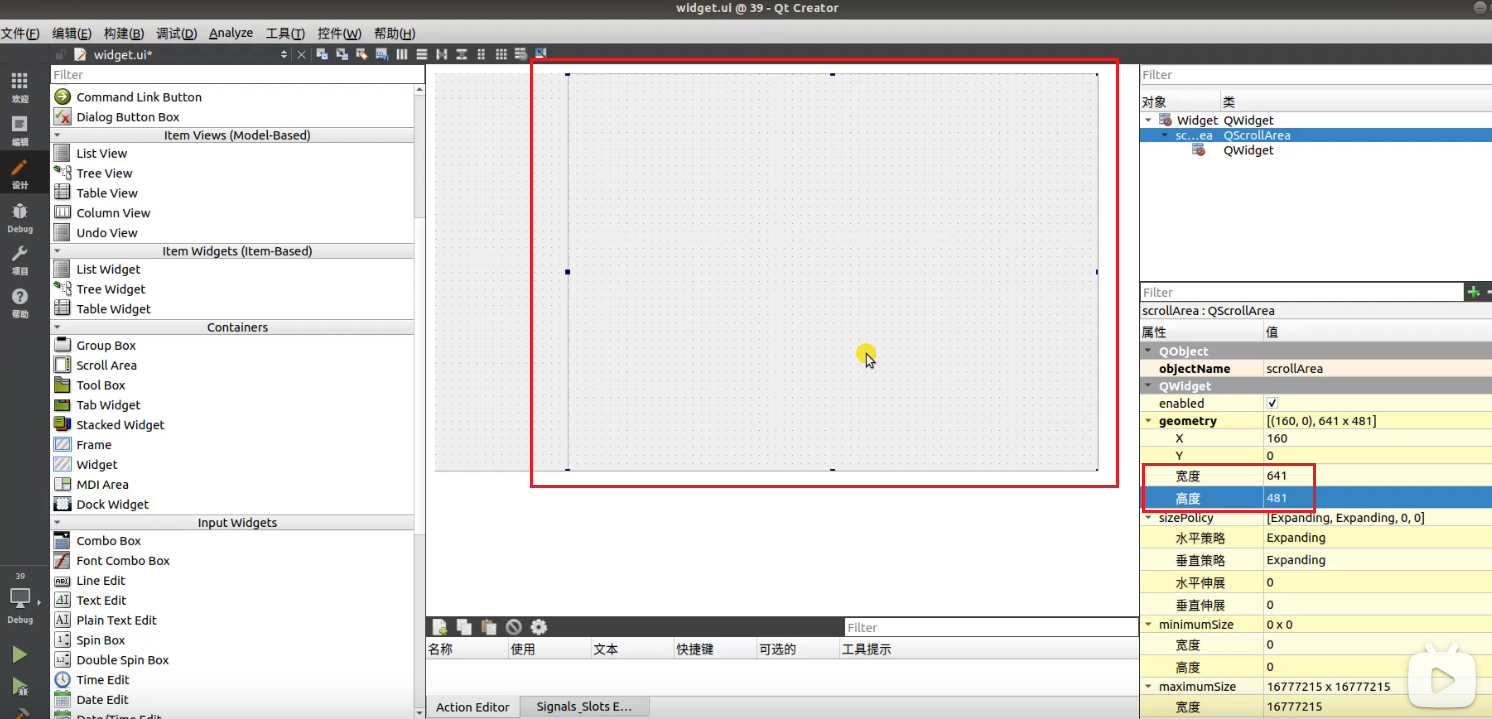 widget.ui @ 39 - Qt Creator
文件(F) 编辑(E) 构建(B) 调试(D) Analyze 工具(T) 控件(W) 帮助(H)
widget.ui*
欢迎
编辑
设计
Debug
项目
帮助
39
Debug
Filter
Command Link Button
Dialog Button Box
Item Views (Model-Based)
List View
Tree View
Table View
Column View
Undo View
Item Widgets (Item-Based)
List Widget
Tree Widget
Table Widget
Containers
Group Box
Scroll Area
Tool Box
Tab Widget
Stacked Widget
Frame
Widget
MDI Area
Dock Widget
Input Widgets
Combo Box
Font Combo Box
Line Edit
Text Edit
Plain Text Edit
Spin Box
Double Spin Box
Time Edit
Date Edit
Date/Time Edit
Filter
名称 使用 文本 快捷键 可选的 工具提示
Action Editor Signals_Slots E...
Filter
对象 类
Widget QWidget
sc...ea QScrollArea
QWidget
Filter
scrollArea : QScrollArea
属性 值
QObject
objectName scrollArea
QWidget
enabled
geometry [(160, 0), 641 x 481]
X 160
Y 0
宽度 641
高度 481
sizePolicy [Expanding, Expanding, 0, 0]
水平策略 Expanding
垂直策略 Expanding
水平伸展 0
垂直伸展 0
minimumSize 0 x 0
宽度 0
高度 0
maximumSize 16777215 x 16777215
宽度 16777215